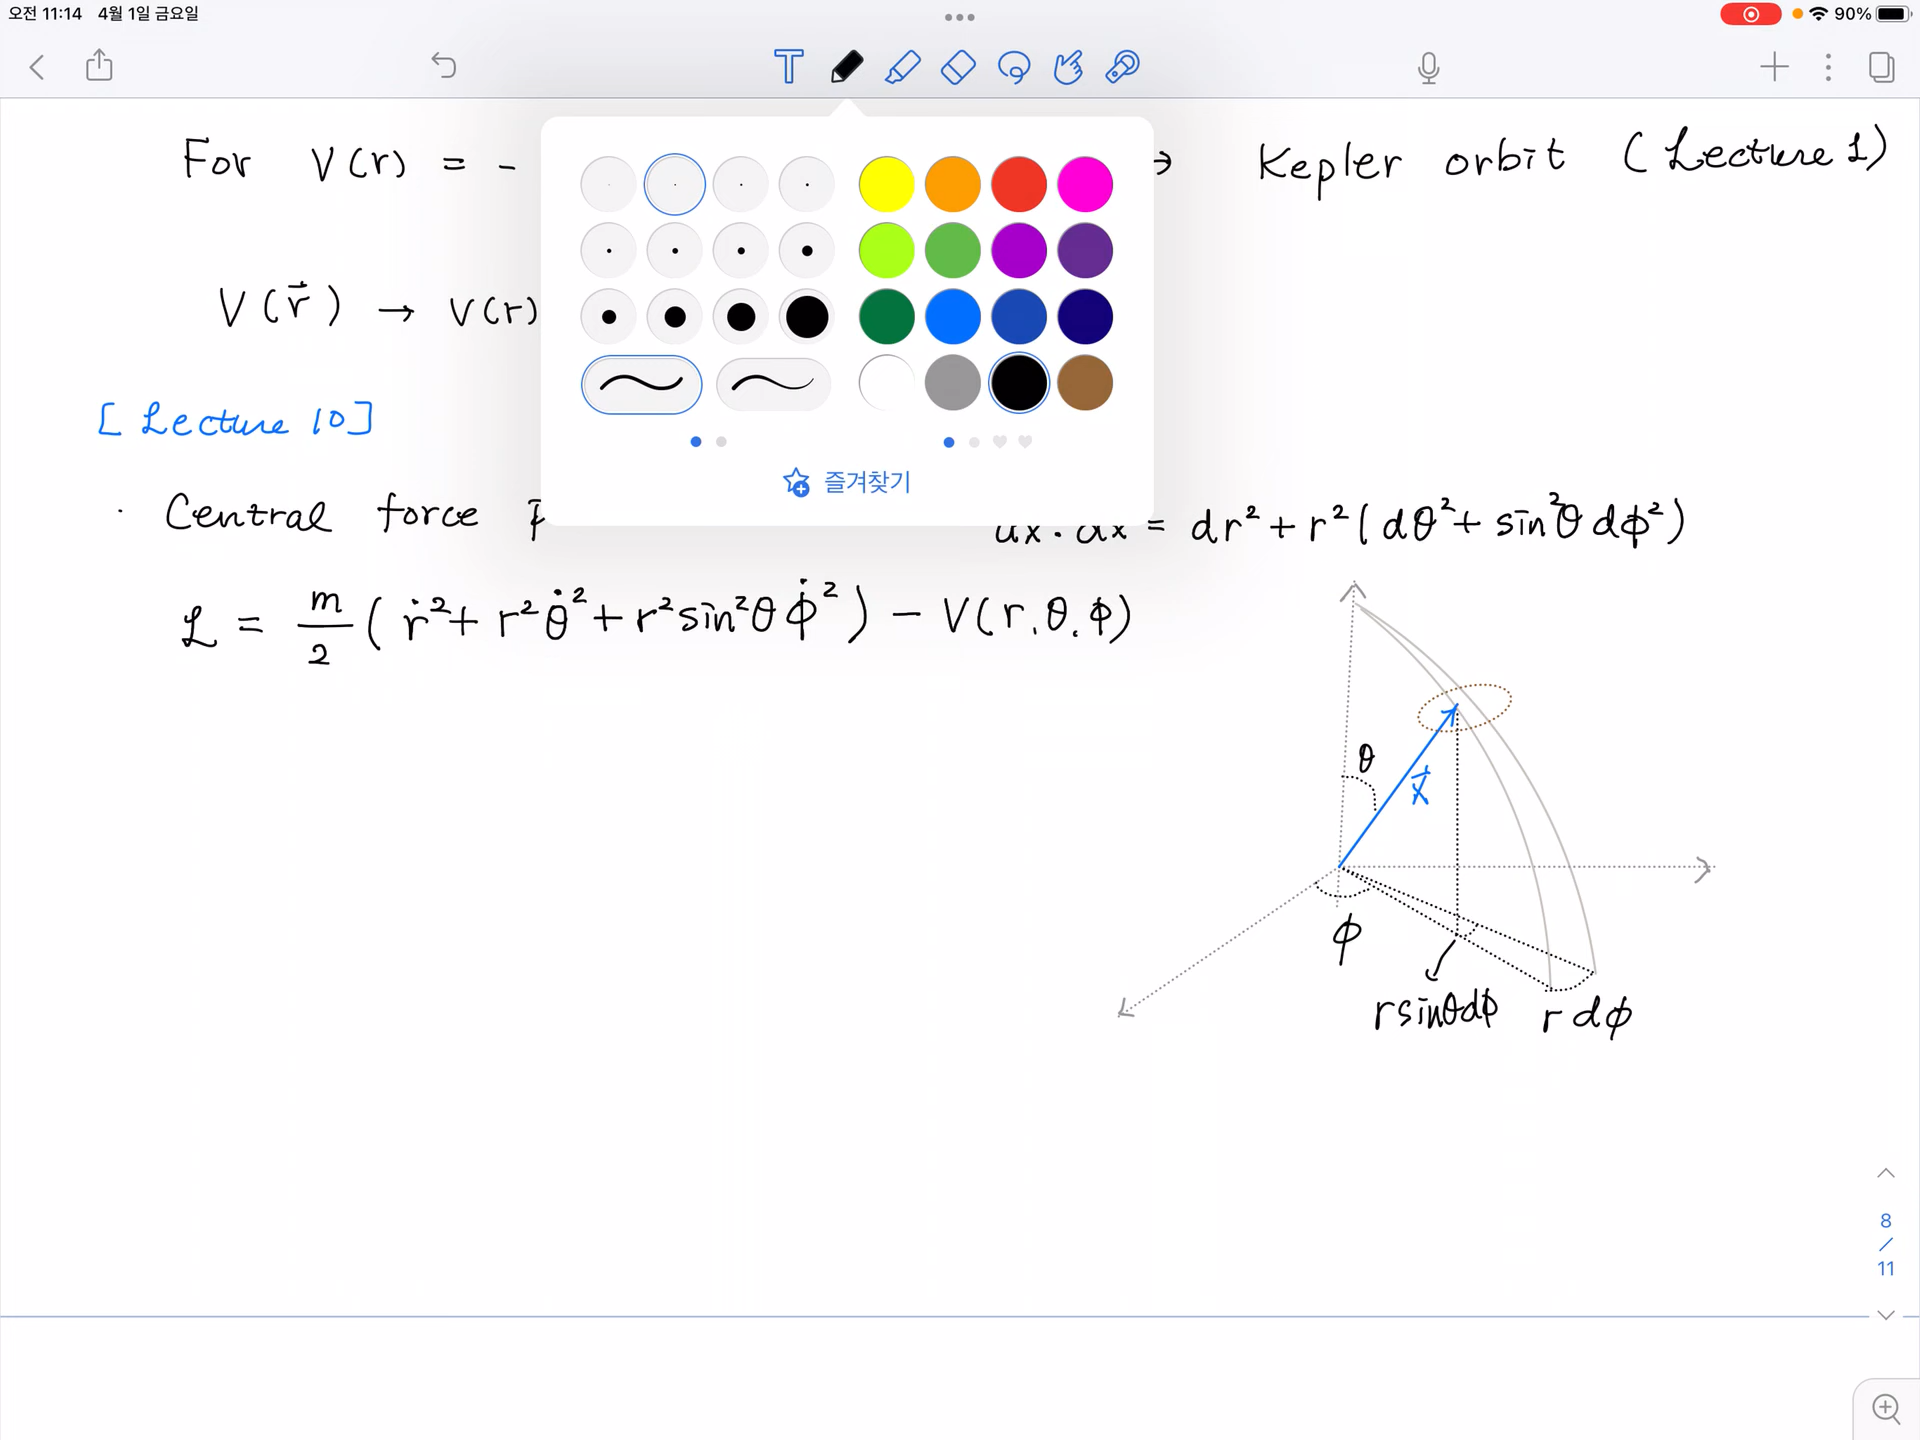 오전 11:14 4월 1일 금요일 90%
For V(r) = - → Kepler orbit (Lecture 1)
V(r⃗) → V(r)
[Lecture 10]
즐겨찾기
· Central force
dx · dx = dr² + r²(dθ² + sin²θ dϕ²)
ℒ = m/2 (ṙ² + r²θ̇² + r²sin²θ ϕ̇²) − V(r, θ, ϕ)
θ
x⃗
ϕ
r sinθdϕ r dϕ
8
/
11